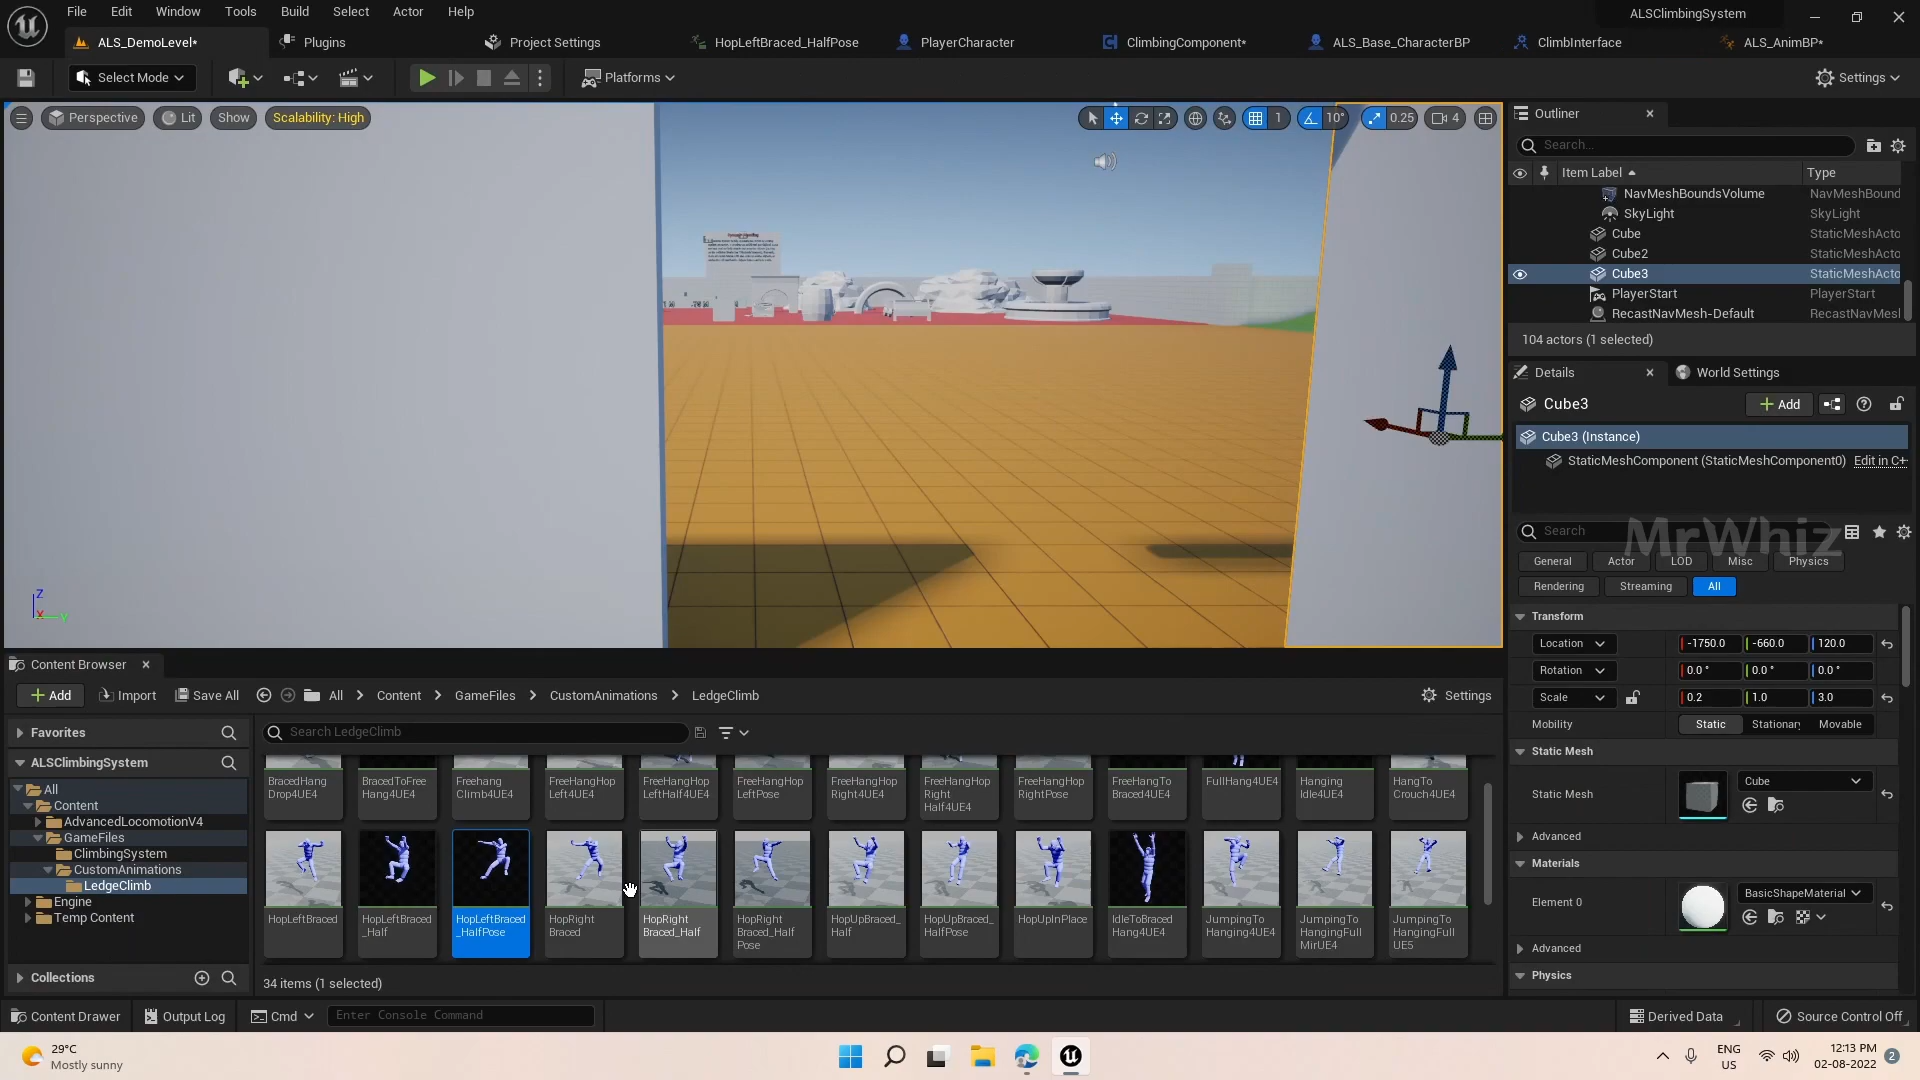 File Edit Window Tools Build Select Actor Help
ALSClimbingSystem
ALS_DemoLevel*
Plugins
Project Settings
HopLeftBraced_HalfPose
PlayerCharacter
ClimbingComponent*
ALS_Base_CharacterBP
ClimbInterface
ALS_AnimBP*
Select Mode
Platforms
Settings
Perspective
Lit
Show
Scalability: High
1
10°
0.25
4
Outliner
Search...
Item Label
Type
NavMeshBoundsVolume NavMeshBound
SkyLight SkyLight
Cube StaticMeshActo
Cube2 StaticMeshActo
Cube3 StaticMeshActo
PlayerStart PlayerStart
RecastNavMesh-Default RecastNavMesl
104 actors (1 selected)
Details
World Settings
Cube3
Add
Cube3 (Instance)
StaticMeshComponent (StaticMeshComponent0) Edit in C+
Search
MrWhiz
General Actor LOD Misc Physics
Rendering Streaming All
Transform
Location -1750.0 -660.0 120.0
Rotation 0.0 ° 0.0 ° 0.0 °
Scale 0.2 1.0 3.0
Mobility Static Stationary Movable
Static Mesh
Static Mesh
Cube
Advanced
Materials
Element 0
BasicShapeMaterial
Advanced
Physics
Z
X
Y
Content Browser
Add
Import
Save All
All > Content > GameFiles > CustomAnimations > LedgeClimb
Settings
Favorites
ALSClimbingSystem
All
Content
AdvancedLocomotionV4
GameFiles
ClimbingSystem
CustomAnimations
LedgeClimb
Engine
Temp Content
Collections
Search LedgeClimb
BracedHang
Drop4UE4
BracedToFree
Hang4UE4
Freehang
Climb4UE4
FreeHangHop
Left4UE4
FreeHangHop
LeftHalf4UE4
FreeHangHop
LeftPose
FreeHangHop
Right4UE4
FreeHangHop
Right
Half4UE4
FreeHangHop
RightPose
FreeHangTo
Braced4UE4
FullHang4UE4
Hanging
Idle4UE4
HangTo
Crouch4UE4
HopLeftBraced
HopLeftBraced
_Half
HopLeftBraced
_HalfPose
HopRight
Braced
HopRight
Braced_Half
HopRight
Braced_Half
Pose
HopUpBraced_
Half
HopUpBraced_
HalfPose
HopUpInPlace
IdleToBraced
Hang4UE4
JumpingTo
Hanging4UE4
JumpingTo
HangingFull
MirUE4
JumpingTo
HangingFull
UE5
34 items (1 selected)
Content Drawer
Output Log
Cmd
Enter Console Command
Derived Data
Source Control Off
29°C
Mostly sunny
ENG
US
12:13 PM
02-08-2022
2